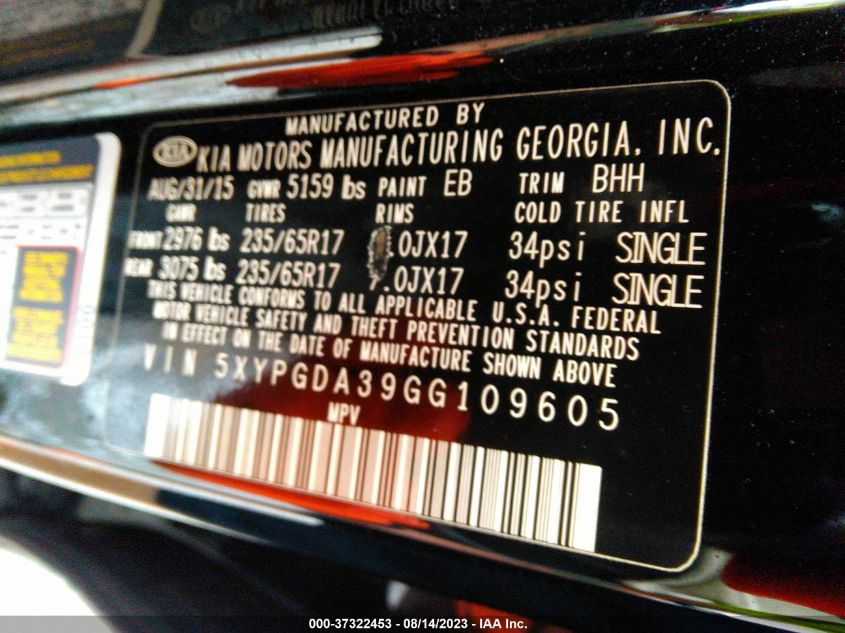 MANUFACTURED BY
KIA KIA MOTORS MANUFACTURING GEORGIA, INC.
AUG/31/15 GVWR 5159 lbs PAINT EB TRIM BHH
GAWR TIRES RIMS COLD TIRE INFL
FRONT 2976 lbs 235/65R17 .0JX17 34psi SINGLE
REAR 3075 lbs 235/65R17 7.0JX17 34psi SINGLE
THIS VEHICLE CONFORMS TO ALL APPLICABLE U.S.A. FEDERAL
MOTOR VEHICLE SAFETY AND THEFT PREVENTION STANDARDS
IN EFFECT ON THE DATE OF MANUFACTURE SHOWN ABOVE
VIN 5XYPGDA39GG109605
MPV
000-37322453 - 08/14/2023 - IAA Inc.